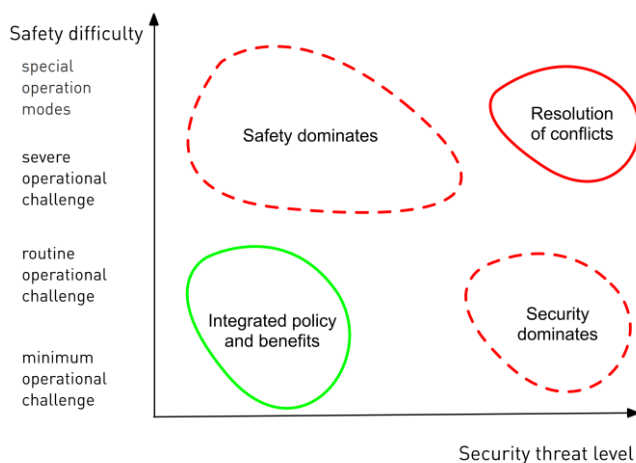 Safety difficulty
special
operation
modes
Safety dominates
Resolution
of conflicts
severe
operational
challenge
routine
operational
challenge
Integrated policy
and benefits
Security
dominates
minimum
operational
challenge
Security threat level